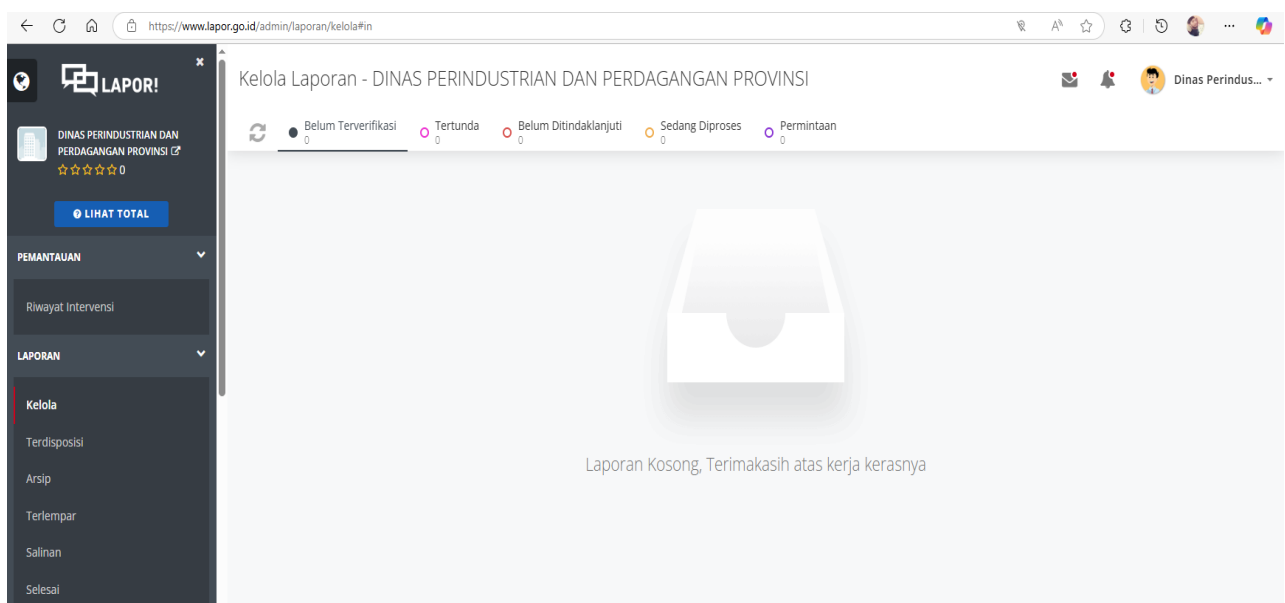 https://www.lapor.go.id/admin/laporan/kelola#in
LAPOR!
DINAS PERINDUSTRIAN DAN
PERDAGANGAN PROVINSI
0
LIHAT TOTAL
PEMANTAUAN
Riwayat Intervensi
LAPORAN
Kelola
Terdisposisi
Arsip
Terlempar
Salinan
Selesai
Kelola Laporan - DINAS PERINDUSTRIAN DAN PERDAGANGAN PROVINSI
Dinas Perindus...
Belum Terverifikasi
0
Tertunda
0
Belum Ditindaklanjuti
0
Sedang Diproses
0
Permintaan
0
Laporan Kosong, Terimakasih atas kerja kerasnya